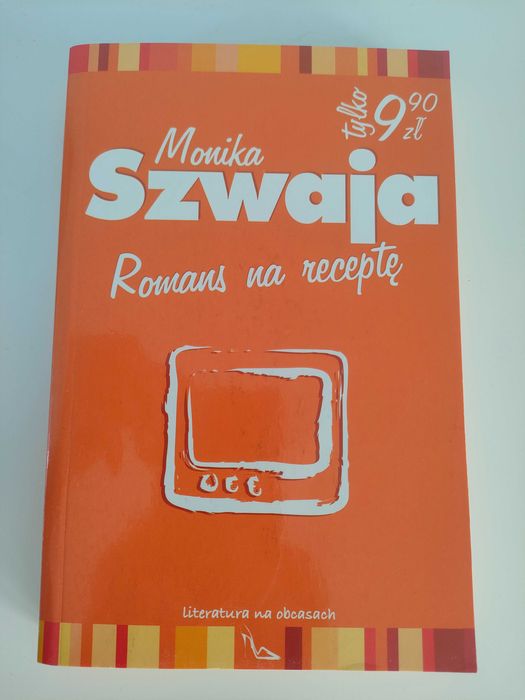 tylko 9 90 zł
Monika
Szwaja
Romans na receptę
literatura na obcasach